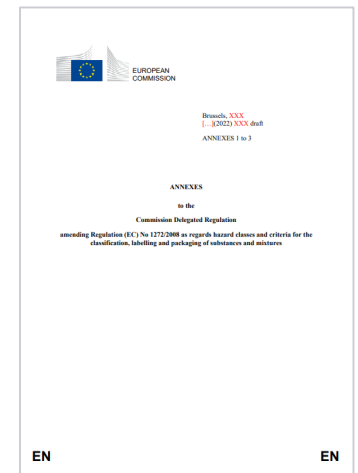 EUROPEAN
COMMISSION
Brussels, XXX
[…](2022) XXX draft
ANNEXES 1 to 3
ANNEXES
to the
Commission Delegated Regulation
amending Regulation (EC) No 1272/2008 as regards hazard classes and criteria for the
classification, labelling and packaging of substances and mixtures
EN
EN